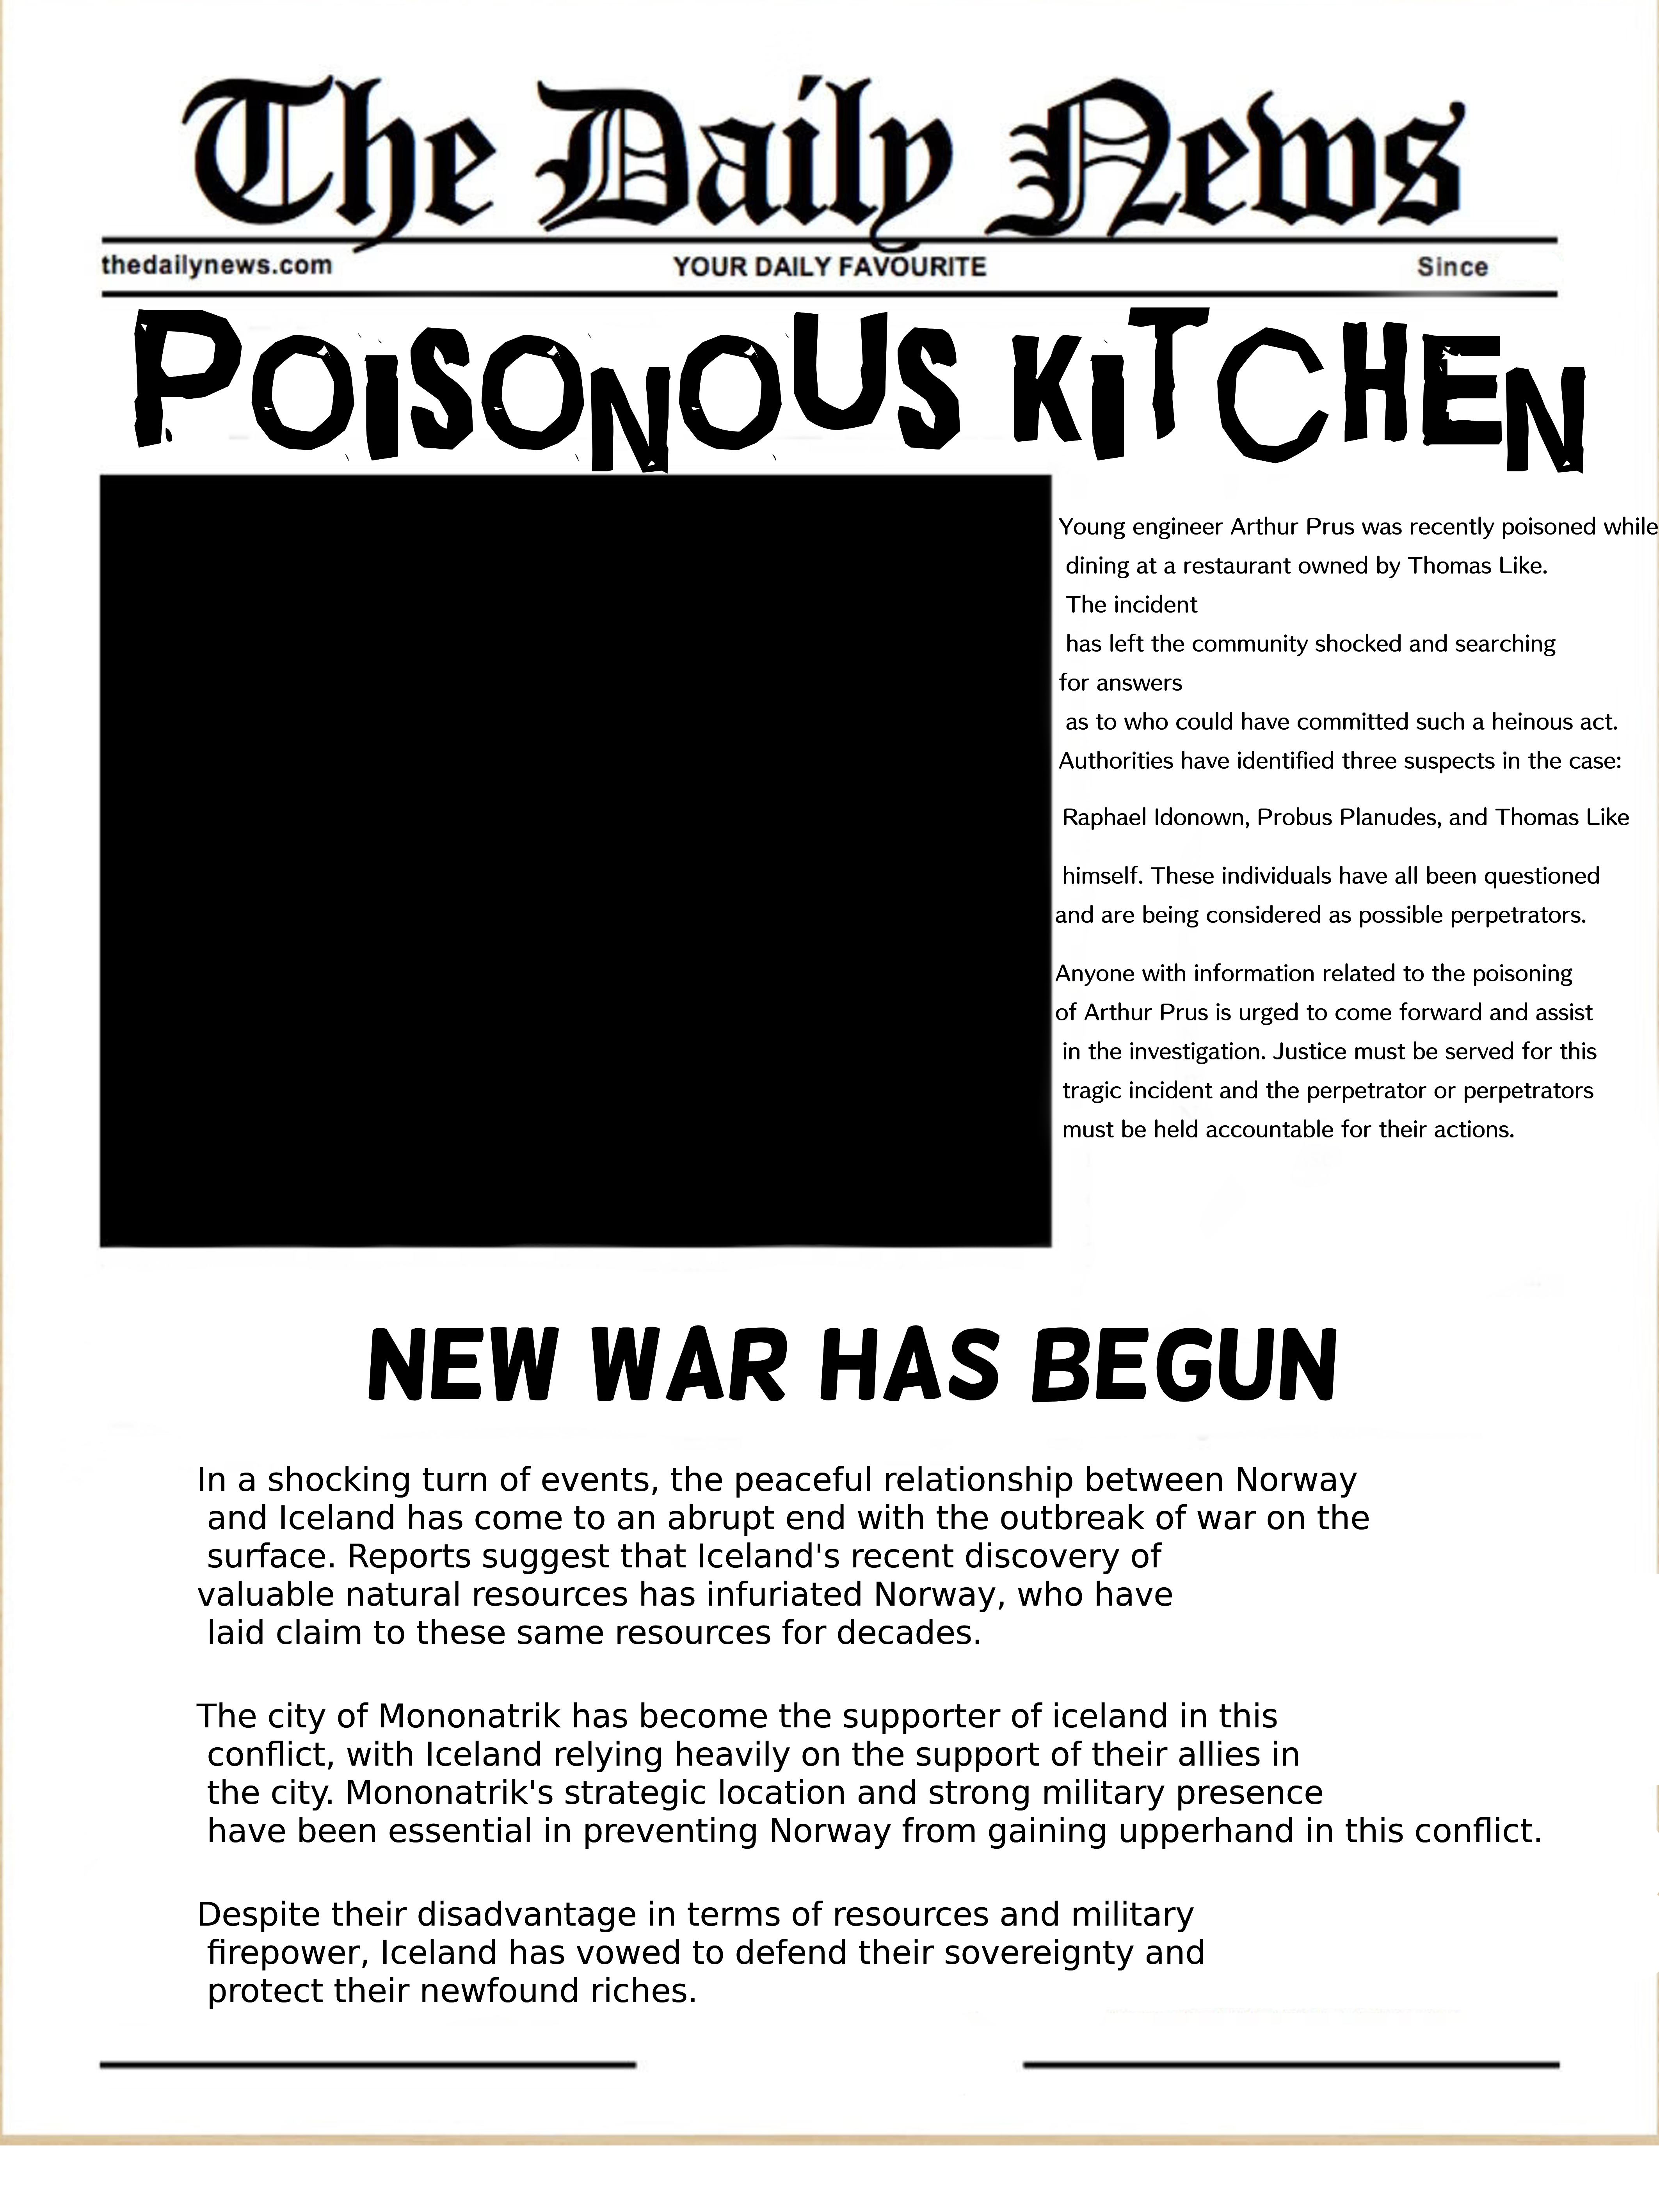 The Daily News
thedailynews.com YOUR DAILY FAVOURITE Since
POiSONOUS KiTCHEN
Young engineer Arthur Prus was recently poisoned while
dining at a restaurant owned by Thomas Like.
The incident
has left the community shocked and searching
for answers
as to who could have committed such a heinous act.
Authorities have identified three suspects in the case:
Raphael Idonown, Probus Planudes, and Thomas Like
himself. These individuals have all been questioned
and are being considered as possible perpetrators.
Anyone with information related to the poisoning
of Arthur Prus is urged to come forward and assist
in the investigation. Justice must be served for this
tragic incident and the perpetrator or perpetrators
must be held accountable for their actions.
NEW WAR HAS BEGUN
In a shocking turn of events, the peaceful relationship between Norway
and Iceland has come to an abrupt end with the outbreak of war on the
surface. Reports suggest that Iceland's recent discovery of
valuable natural resources has infuriated Norway, who have
laid claim to these same resources for decades.
The city of Mononatrik has become the supporter of iceland in this
conflict, with Iceland relying heavily on the support of their allies in
the city. Mononatrik's strategic location and strong military presence
have been essential in preventing Norway from gaining upperhand in this conflict.
Despite their disadvantage in terms of resources and military
firepower, Iceland has vowed to defend their sovereignty and
protect their newfound riches.